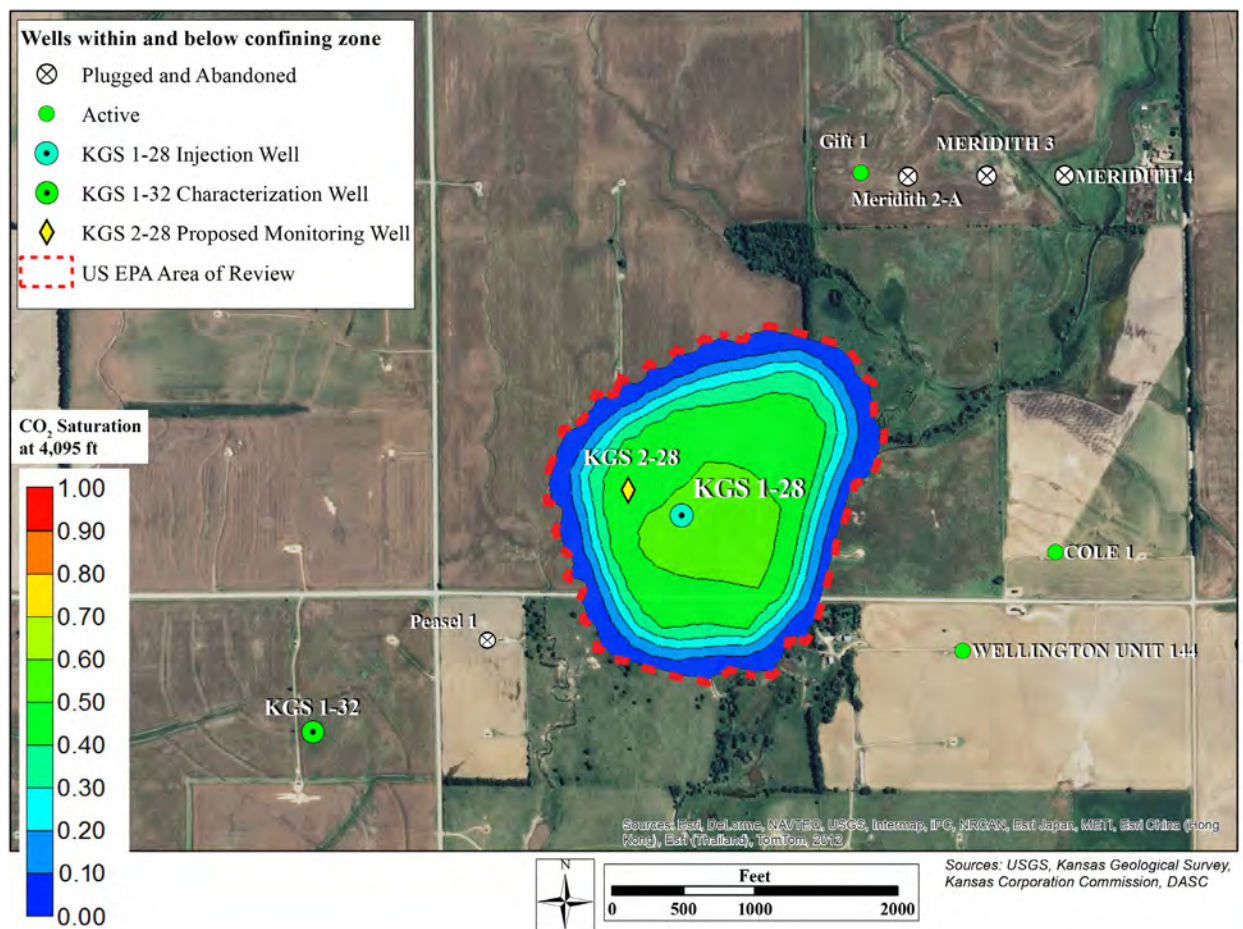 Wells within and below confining zone
Plugged and Abandoned
Active
KGS 1-28 Injection Well
KGS 1-32 Characterization Well
KGS 2-28 Proposed Monitoring Well
US EPA Area of Review
Gift 1
MERIDITH 3
Meridith 2-A
MERIDITH 4
CO2 Saturation
at 4,095 ft
1.00
0.90
0.80
0.70
0.60
0.50
0.40
0.30
0.20
0.10
0.00
KGS 2-28
KGS 1-28
COLE 1
Peasel 1
WELLINGTON UNIT 144
KGS 1-32
Sources: Esri, DeLorme, NAVTEQ, USGS, Intermap, iPC, NRCAN, Esri Japan, METI, Esri China (Hong
Kong), Esri (Thailand), TomTom, 2012
N
Feet
0 500 1000 2000
Sources: USGS, Kansas Geological Survey,
Kansas Corporation Commission, DASC